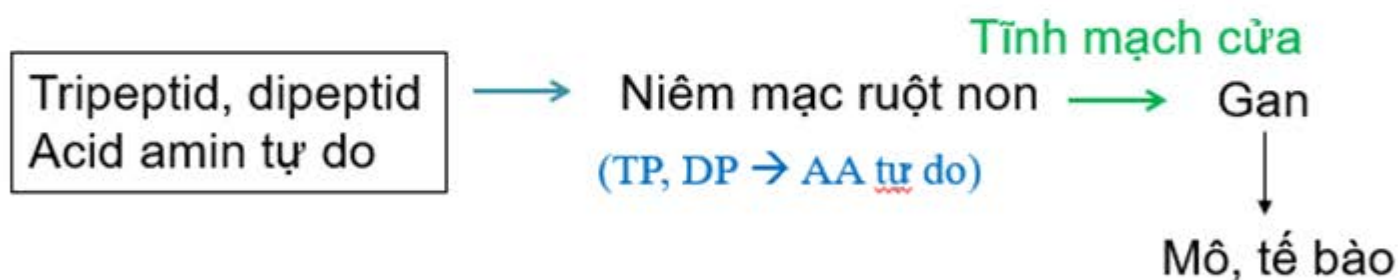 Tĩnh mạch cửa
Tripeptid, dipeptid
Acid amin tự do
Niêm mạc ruột non
Gan
(TP, DP → AA tự do)
Mô, tế bào